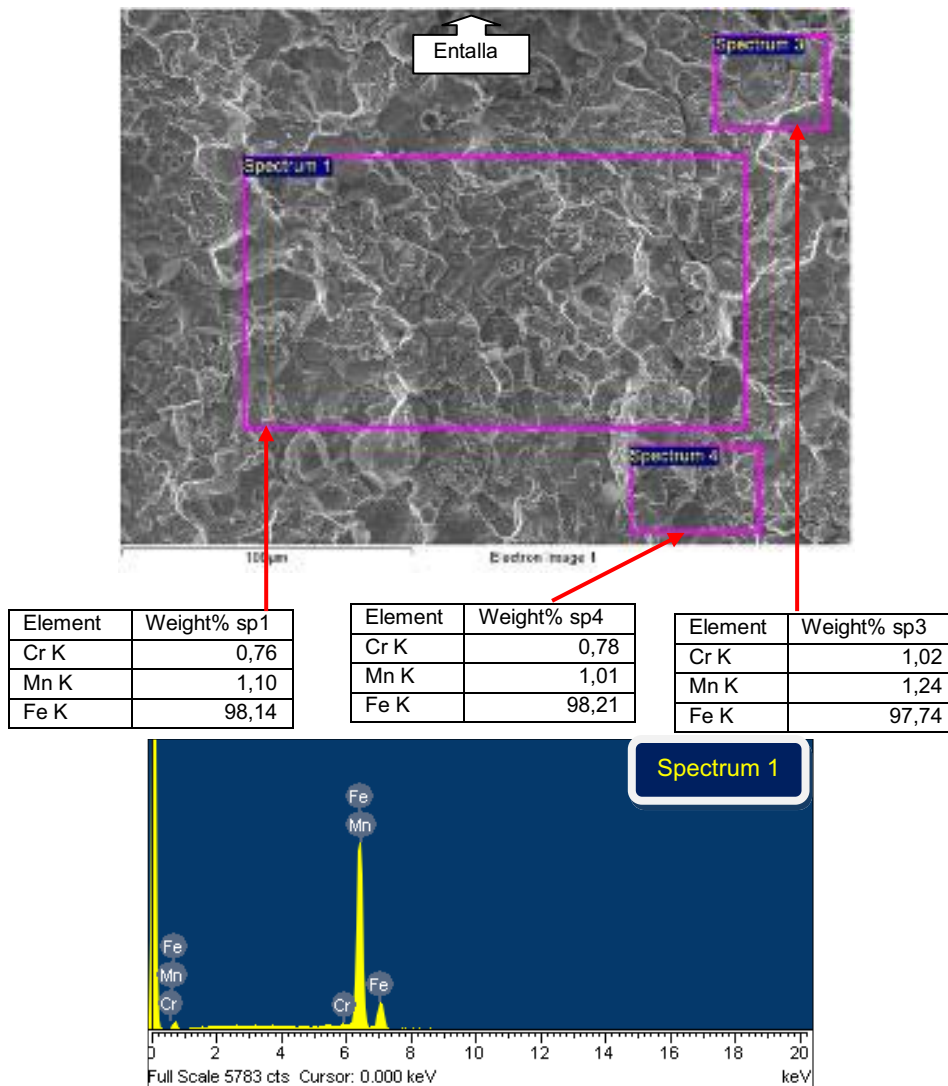 Entalla
Spectrum 3
Spectrum 1
Spectrum 4
100µm
Electron Image 1
Element Weight% sp1
Cr K 0,76
Mn K 1,10
Fe K 98,14
Element Weight% sp4
Cr K 0,78
Mn K 1,01
Fe K 98,21
Element Weight% sp3
Cr K 1,02
Mn K 1,24
Fe K 97,74
Spectrum 1
Fe
Mn
Fe
Mn
Cr
Cr
Fe
0 2 4 6 8 10 12 14 16 18 20
Full Scale 5783 cts Cursor: 0.000 keV keV